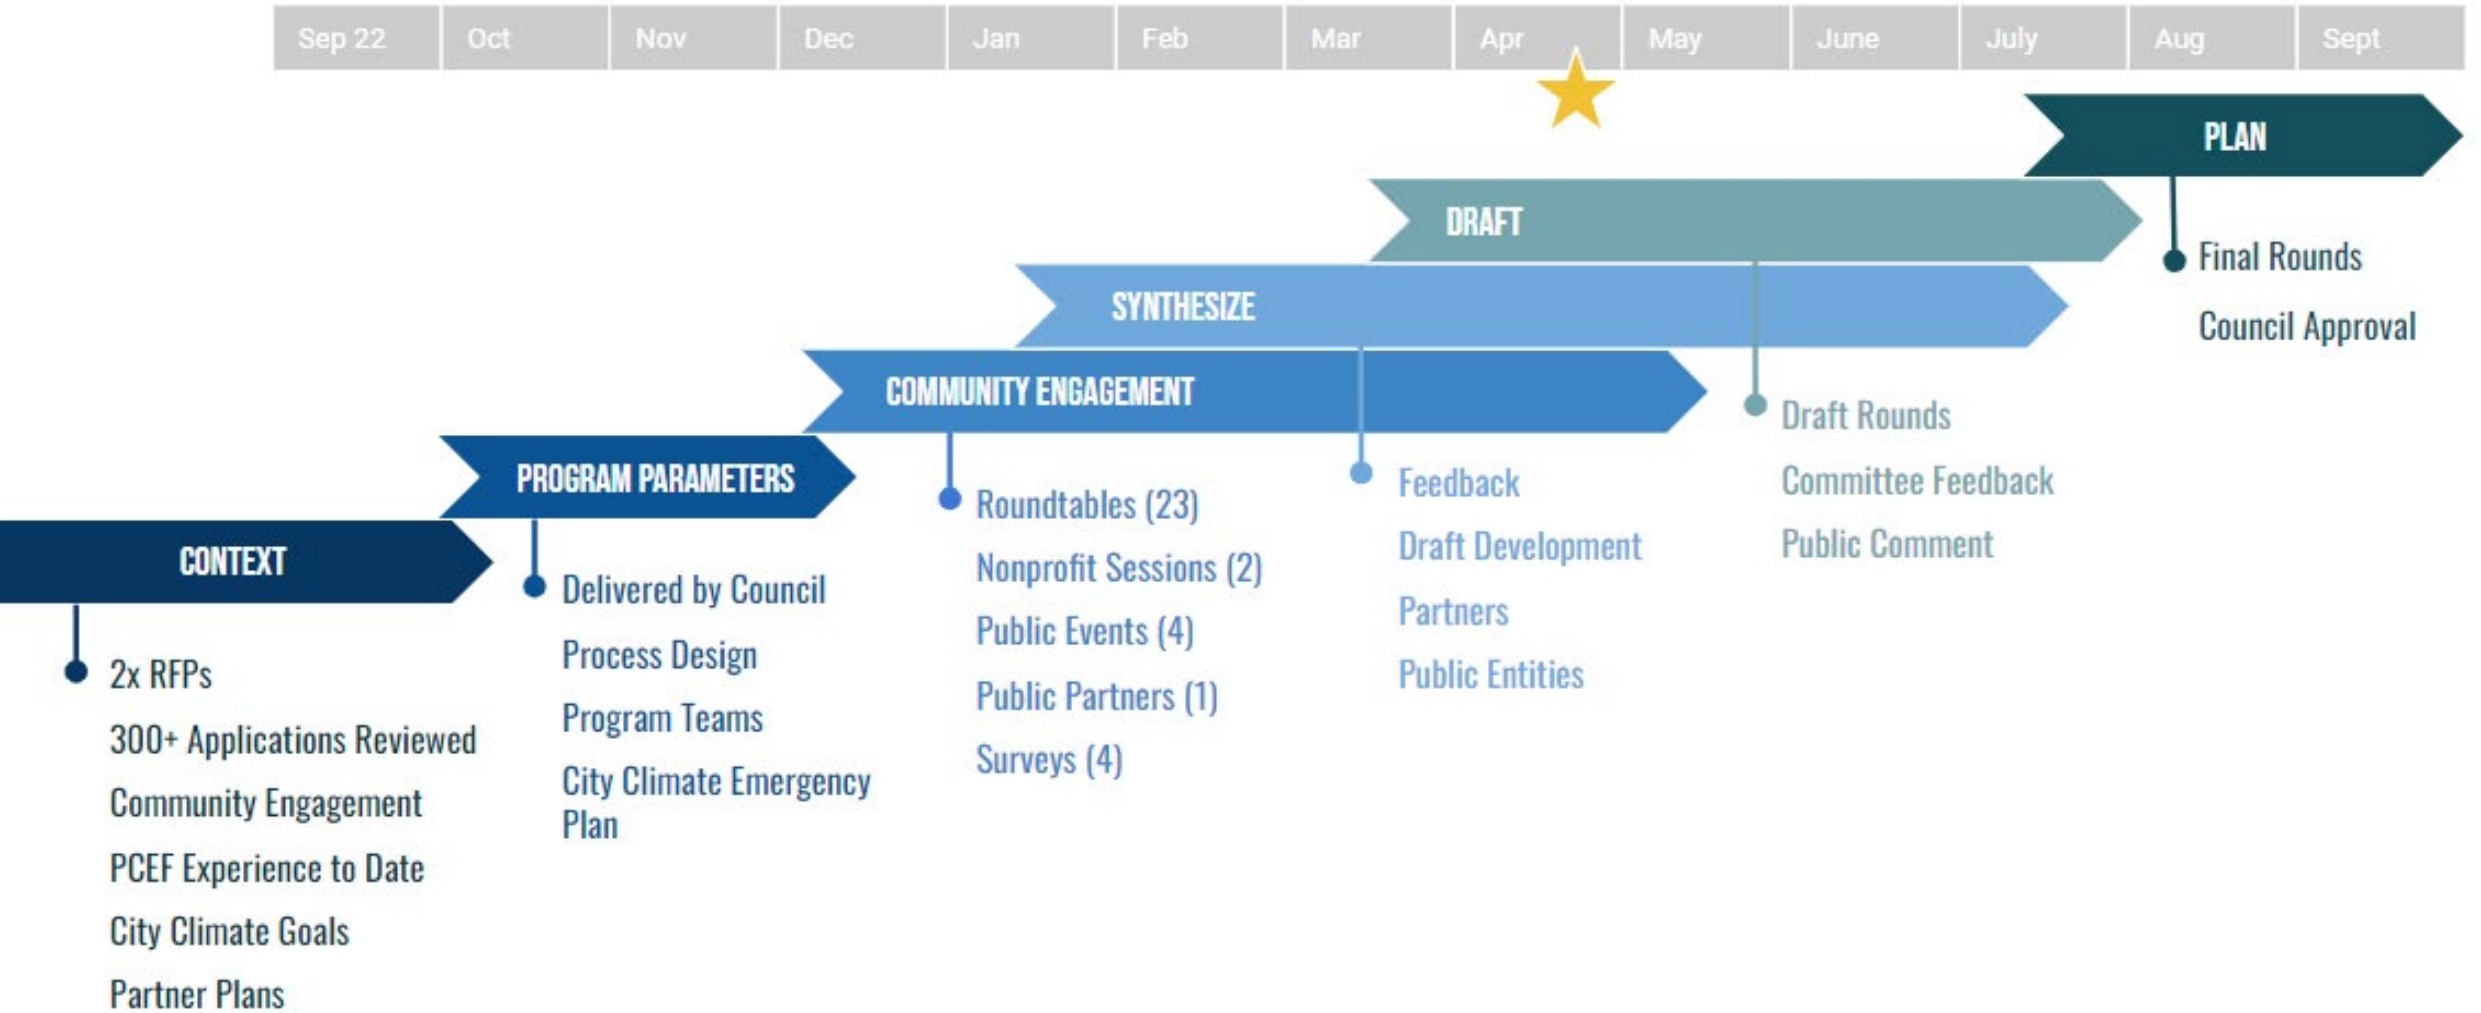 Sep 22
Oct
Nov
Dec
Jan
Feb
Mar
Apr
May
June
July
Aug
Sept
PLAN
Final Rounds
Council Approval
DRAFT
Draft Rounds
Committee Feedback
Public Comment
SYNTHESIZE
Feedback
Draft Development
Partners
Public Entities
COMMUNITY ENGAGEMENT
Roundtables (23)
Nonprofit Sessions (2)
Public Events (4)
Public Partners (1)
Surveys (4)
PROGRAM PARAMETERS
Delivered by Council
Process Design
Program Teams
City Climate Emergency
Plan
CONTEXT
2x RFPs
300+ Applications Reviewed
Community Engagement
PCEF Experience to Date
City Climate Goals
Partner Plans